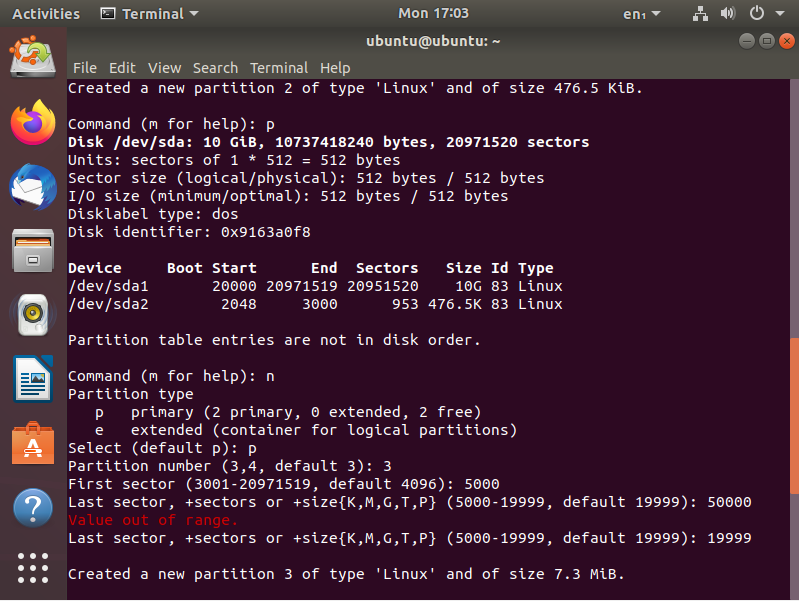 Activities Terminal Mon 17:03 en₁
ubuntu@ubuntu: ~
File Edit View Search Terminal Help
Created a new partition 2 of type 'Linux' and of size 476.5 KiB.
Command (m for help): p
Disk /dev/sda: 10 GiB, 10737418240 bytes, 20971520 sectors
Units: sectors of 1 * 512 = 512 bytes
Sector size (logical/physical): 512 bytes / 512 bytes
I/O size (minimum/optimal): 512 bytes / 512 bytes
Disklabel type: dos
Disk identifier: 0x9163a0f8
Device     Boot Start      End  Sectors   Size Id Type
/dev/sda1       20000 20971519 20951520    10G 83 Linux
/dev/sda2        2048     3000      953 476.5K 83 Linux
Partition table entries are not in disk order.
Command (m for help): n
Partition type
   p   primary (2 primary, 0 extended, 2 free)
   e   extended (container for logical partitions)
Select (default p): p
Partition number (3,4, default 3): 3
First sector (3001-20971519, default 4096): 5000
Last sector, +sectors or +size{K,M,G,T,P} (5000-19999, default 19999): 50000
Value out of range.
Last sector, +sectors or +size{K,M,G,T,P} (5000-19999, default 19999): 19999
Created a new partition 3 of type 'Linux' and of size 7.3 MiB.